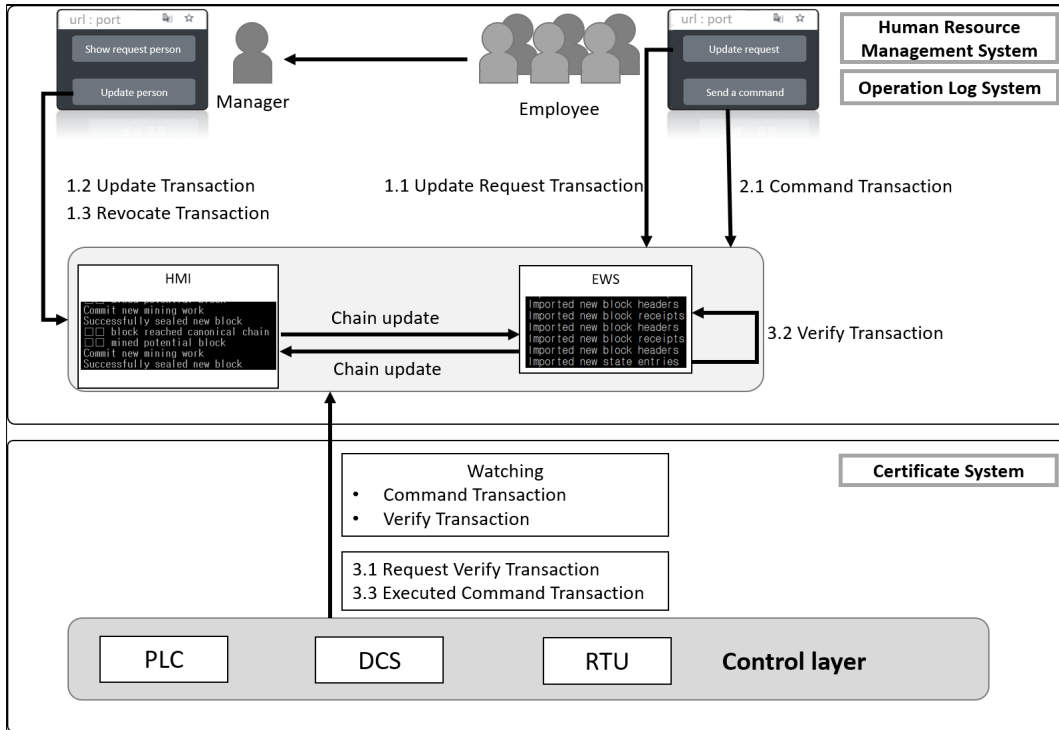 url : port
Show request person
Update person
Manager
Employee
url : port
Update request
Send a command
Human Resource
Management System
Operation Log System
1.2 Update Transaction
1.3 Revocate Transaction
1.1 Update Request Transaction
2.1 Command Transaction
HMI
Commit new mining work
Successfully sealed new block
□□ block reached canonical chain
□□ mined potential block
Commit new mining work
Successfully sealed new block
Chain update
Chain update
EWS
Imported new block headers
Imported new block receipts
Imported new block headers
Imported new block receipts
Imported new block headers
Imported new state entries
3.2 Verify Transaction
Watching
• Command Transaction
• Verify Transaction
Certificate System
3.1 Request Verify Transaction
3.3 Executed Command Transaction
PLC
DCS
RTU
Control layer